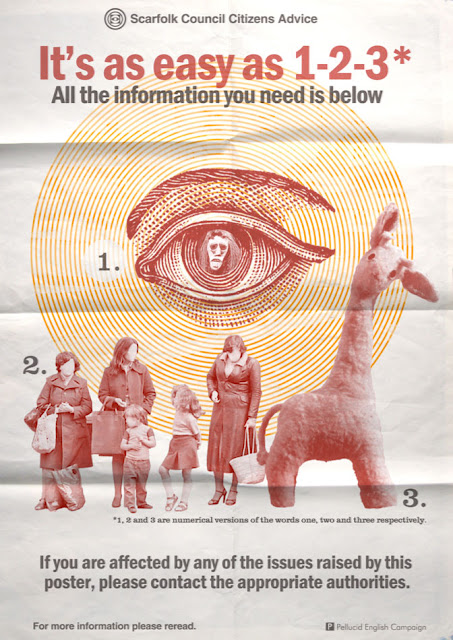 Scarfolk Council Citizens Advice
It's as easy as 1-2-3*
All the information you need is below
1.
2.
3.
*1, 2 and 3 are numerical versions of the words one, two and three respectively.
If you are affected by any of the issues raised by this
poster, please contact the appropriate authorities.
For more information please reread.
P Pellucid English Campaign